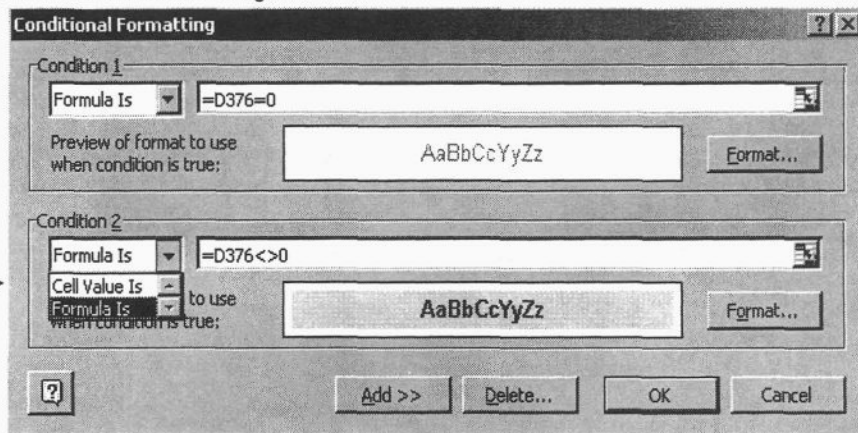 Conditional Formatting ? X
Condition 1
Formula Is =D376=0
Preview of format to use
when condition is true:
AaBbCcYyZz
Format...
Condition 2
Formula Is =D376<>0
Cell Value Is
Formula Is
to use
when condition is true:
AaBbCcYyZz
Format...
?
Add >>
Delete...
OK
Cancel